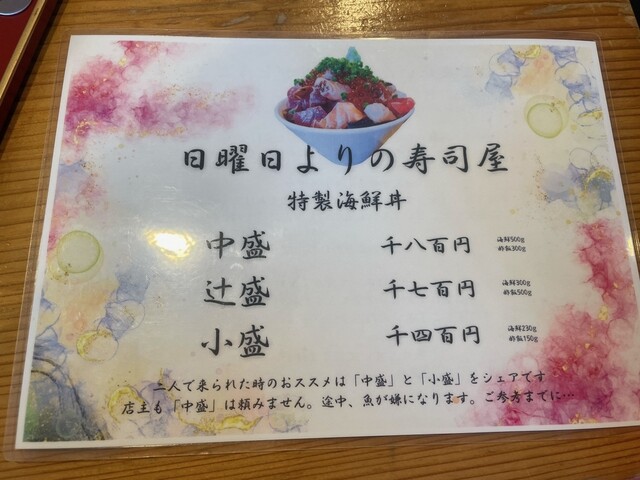 日曜日よりの寿司屋
特製海鮮丼
中盛 千八百円 海鮮500g 酢飯300g
辻盛 千七百円 海鮮300g 酢飯500g
小盛 千四百円 海鮮230g 酢飯150g
二人で来られた時のおススメは「中盛」と「小盛」をシェアです
店主も「中盛」は頼みません。途中、魚が嫌になります。ご参考までに…